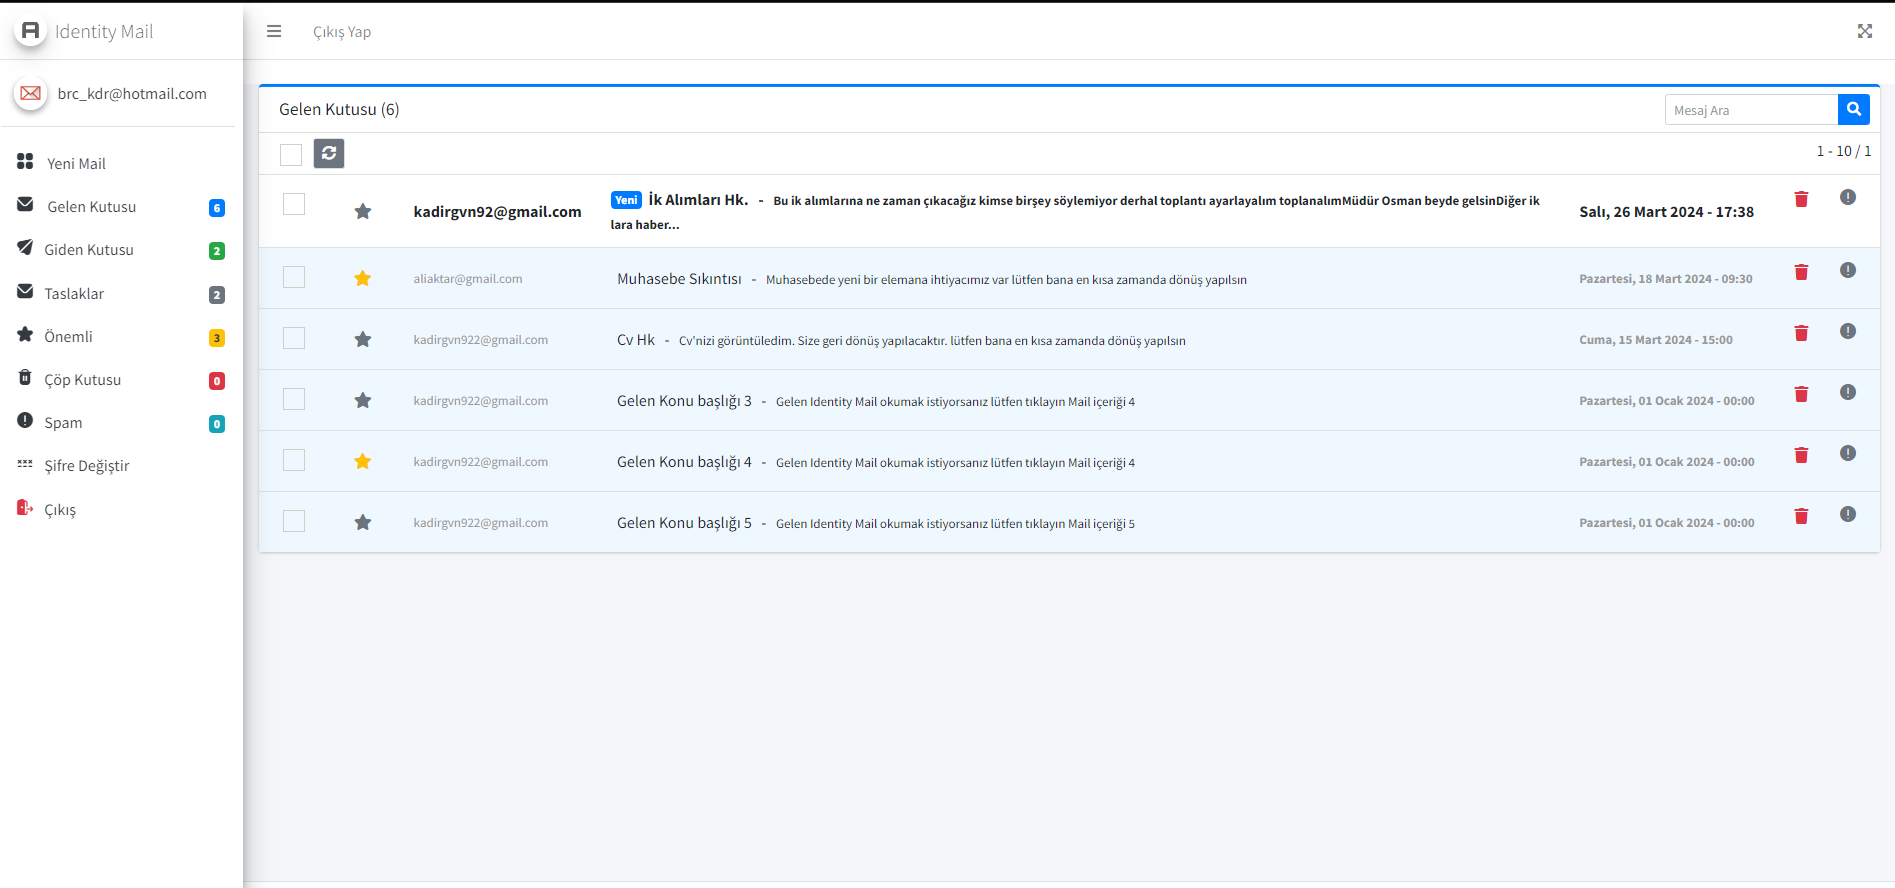 Identity Mail
Çıkış Yap
brc_kdr@hotmail.com
Yeni Mail
Gelen Kutusu 6
Giden Kutusu 2
Taslaklar 2
Önemli 3
Çöp Kutusu 0
Spam 0
Şifre Değiştir
Çıkış
Gelen Kutusu (6)
Mesaj Ara
1 - 10 / 1
kadirgvn92@gmail.com Yeni İk Alımları Hk. - Bu ik alımlarına ne zaman çıkacağız kimse birşey söylemiyor derhal toplantı ayarlayalım toplanalımMüdür Osman beyde gelsinDiğer ik
lara haber... Salı, 26 Mart 2024 - 17:38
aliaktar@gmail.com Muhasebe Sıkıntısı - Muhasebede yeni bir elemana ihtiyacımız var lütfen bana en kısa zamanda dönüş yapılsın Pazartesi, 18 Mart 2024 - 09:30
kadirgvn922@gmail.com Cv Hk - Cv'nizi görüntüledim. Size geri dönüş yapılacaktır. lütfen bana en kısa zamanda dönüş yapılsın Cuma, 15 Mart 2024 - 15:00
kadirgvn922@gmail.com Gelen Konu başlığı 3 - Gelen Identity Mail okumak istiyorsanız lütfen tıklayın Mail içeriği 4 Pazartesi, 01 Ocak 2024 - 00:00
kadirgvn922@gmail.com Gelen Konu başlığı 4 - Gelen Identity Mail okumak istiyorsanız lütfen tıklayın Mail içeriği 4 Pazartesi, 01 Ocak 2024 - 00:00
kadirgvn922@gmail.com Gelen Konu başlığı 5 - Gelen Identity Mail okumak istiyorsanız lütfen tıklayın Mail içeriği 5 Pazartesi, 01 Ocak 2024 - 00:00